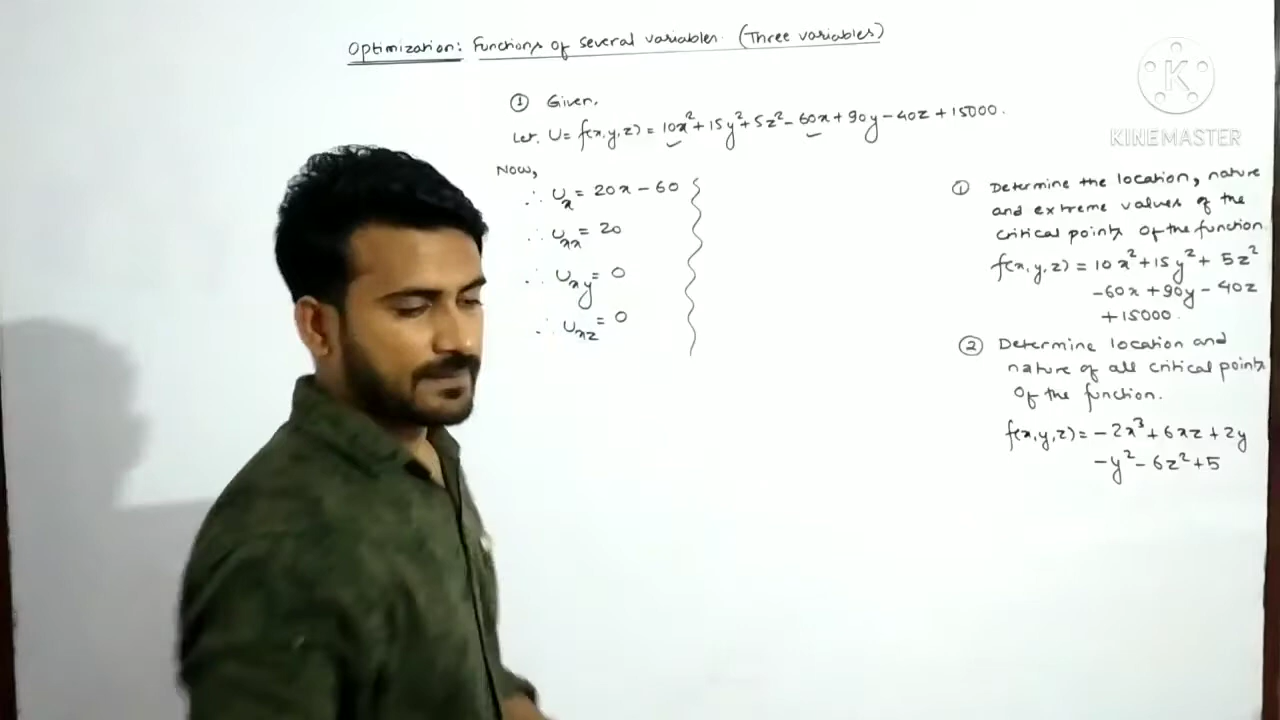 Optimization: Functions of several variables. (Three variables)
① Given,
Let, U = f(x,y,z) = 10x² + 15y² + 5z² - 60x + 90y - 40z + 15000.
Now,
∴ Uₓ = 20x - 60
∴ Uₓₓ = 20
∴ U_xy = 0
∴ U_xz = 0
KINEMASTER
① Determine the location, nature
and extreme values of the
critical points of the function
f(x,y,z) = 10x² + 15y² + 5z²
-60x + 90y - 40z
+ 15000.
② Determine location and
nature of all critical points
of the function.
f(x,y,z) = -2x³ + 6xz + 2y
-y² - 6z² + 5